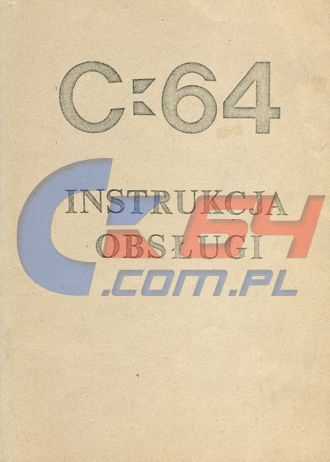 C:64
INSTRUKCJA
OBSŁUGI
C64
.COM.PL